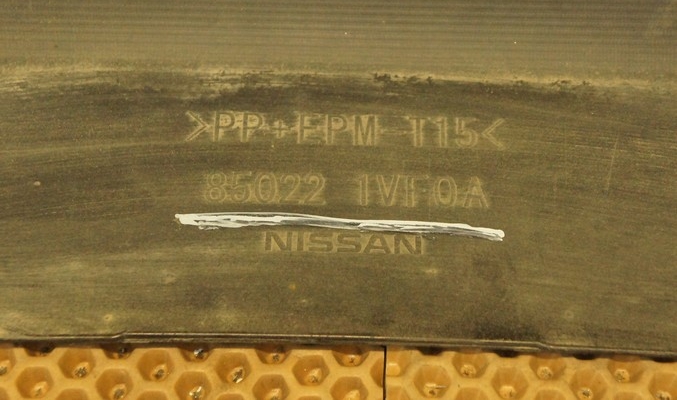 >PP+EPM T15<
85022 1VF0A
NISSAN